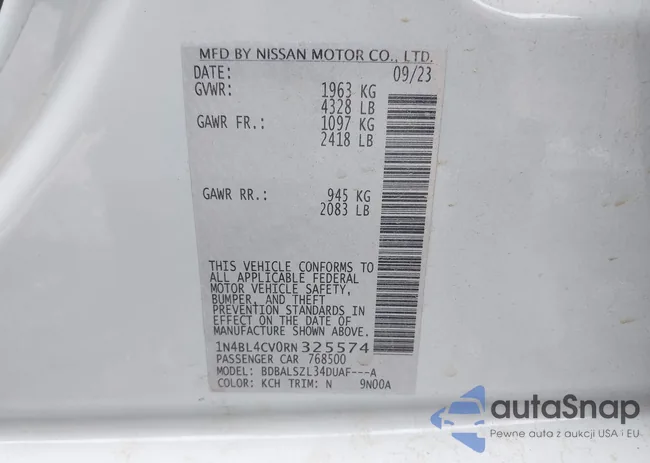 MFD BY NISSAN MOTOR CO., LTD.
DATE: 09/23
GVWR: 1963 KG
4328 LB
GAWR FR.: 1097 KG
2418 LB
GAWR RR.: 945 KG
2083 LB
THIS VEHICLE CONFORMS TO
ALL APPLICABLE FEDERAL
MOTOR VEHICLE SAFETY,
BUMPER, AND THEFT
PREVENTION STANDARDS IN
EFFECT ON THE DATE OF
MANUFACTURE SHOWN ABOVE.
1N4BL4CV0RN325574
PASSENGER CAR 768500
MODEL: BDBALSZL34DUAF---A
COLOR: KCH TRIM: N 9N00A
autoSnap
Pewne auta z aukcji USA i EU